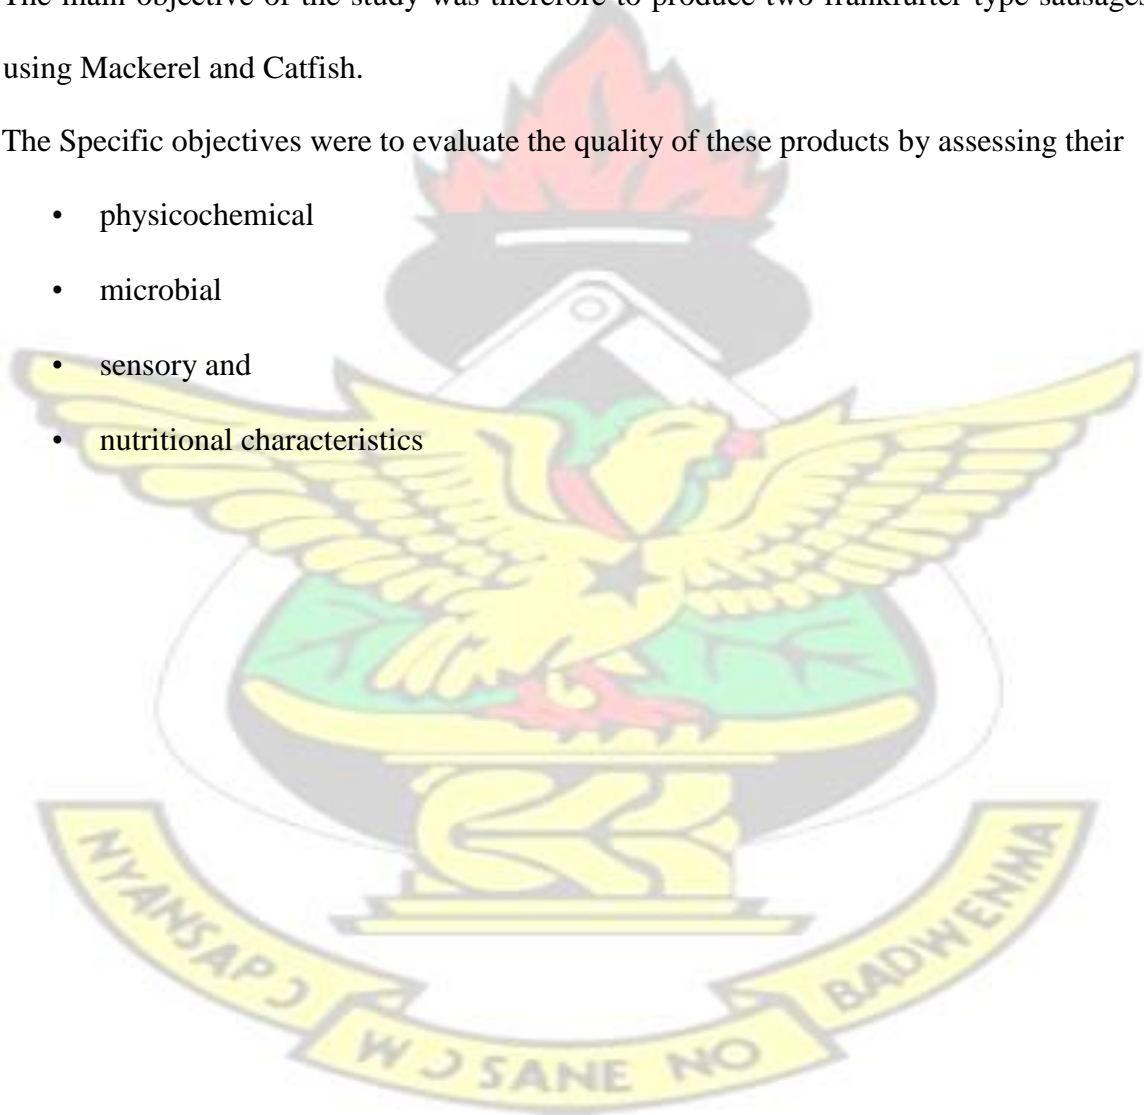 The main objective of the study was therefore to produce two frankfurter type sausages
using Mackerel and Catfish.
The Specific objectives were to evaluate the quality of these products by assessing their
• physicochemical
• microbial
• sensory and
• nutritional characteristics
NYANSAPƆ
WƆSANE NO
BADWENMA